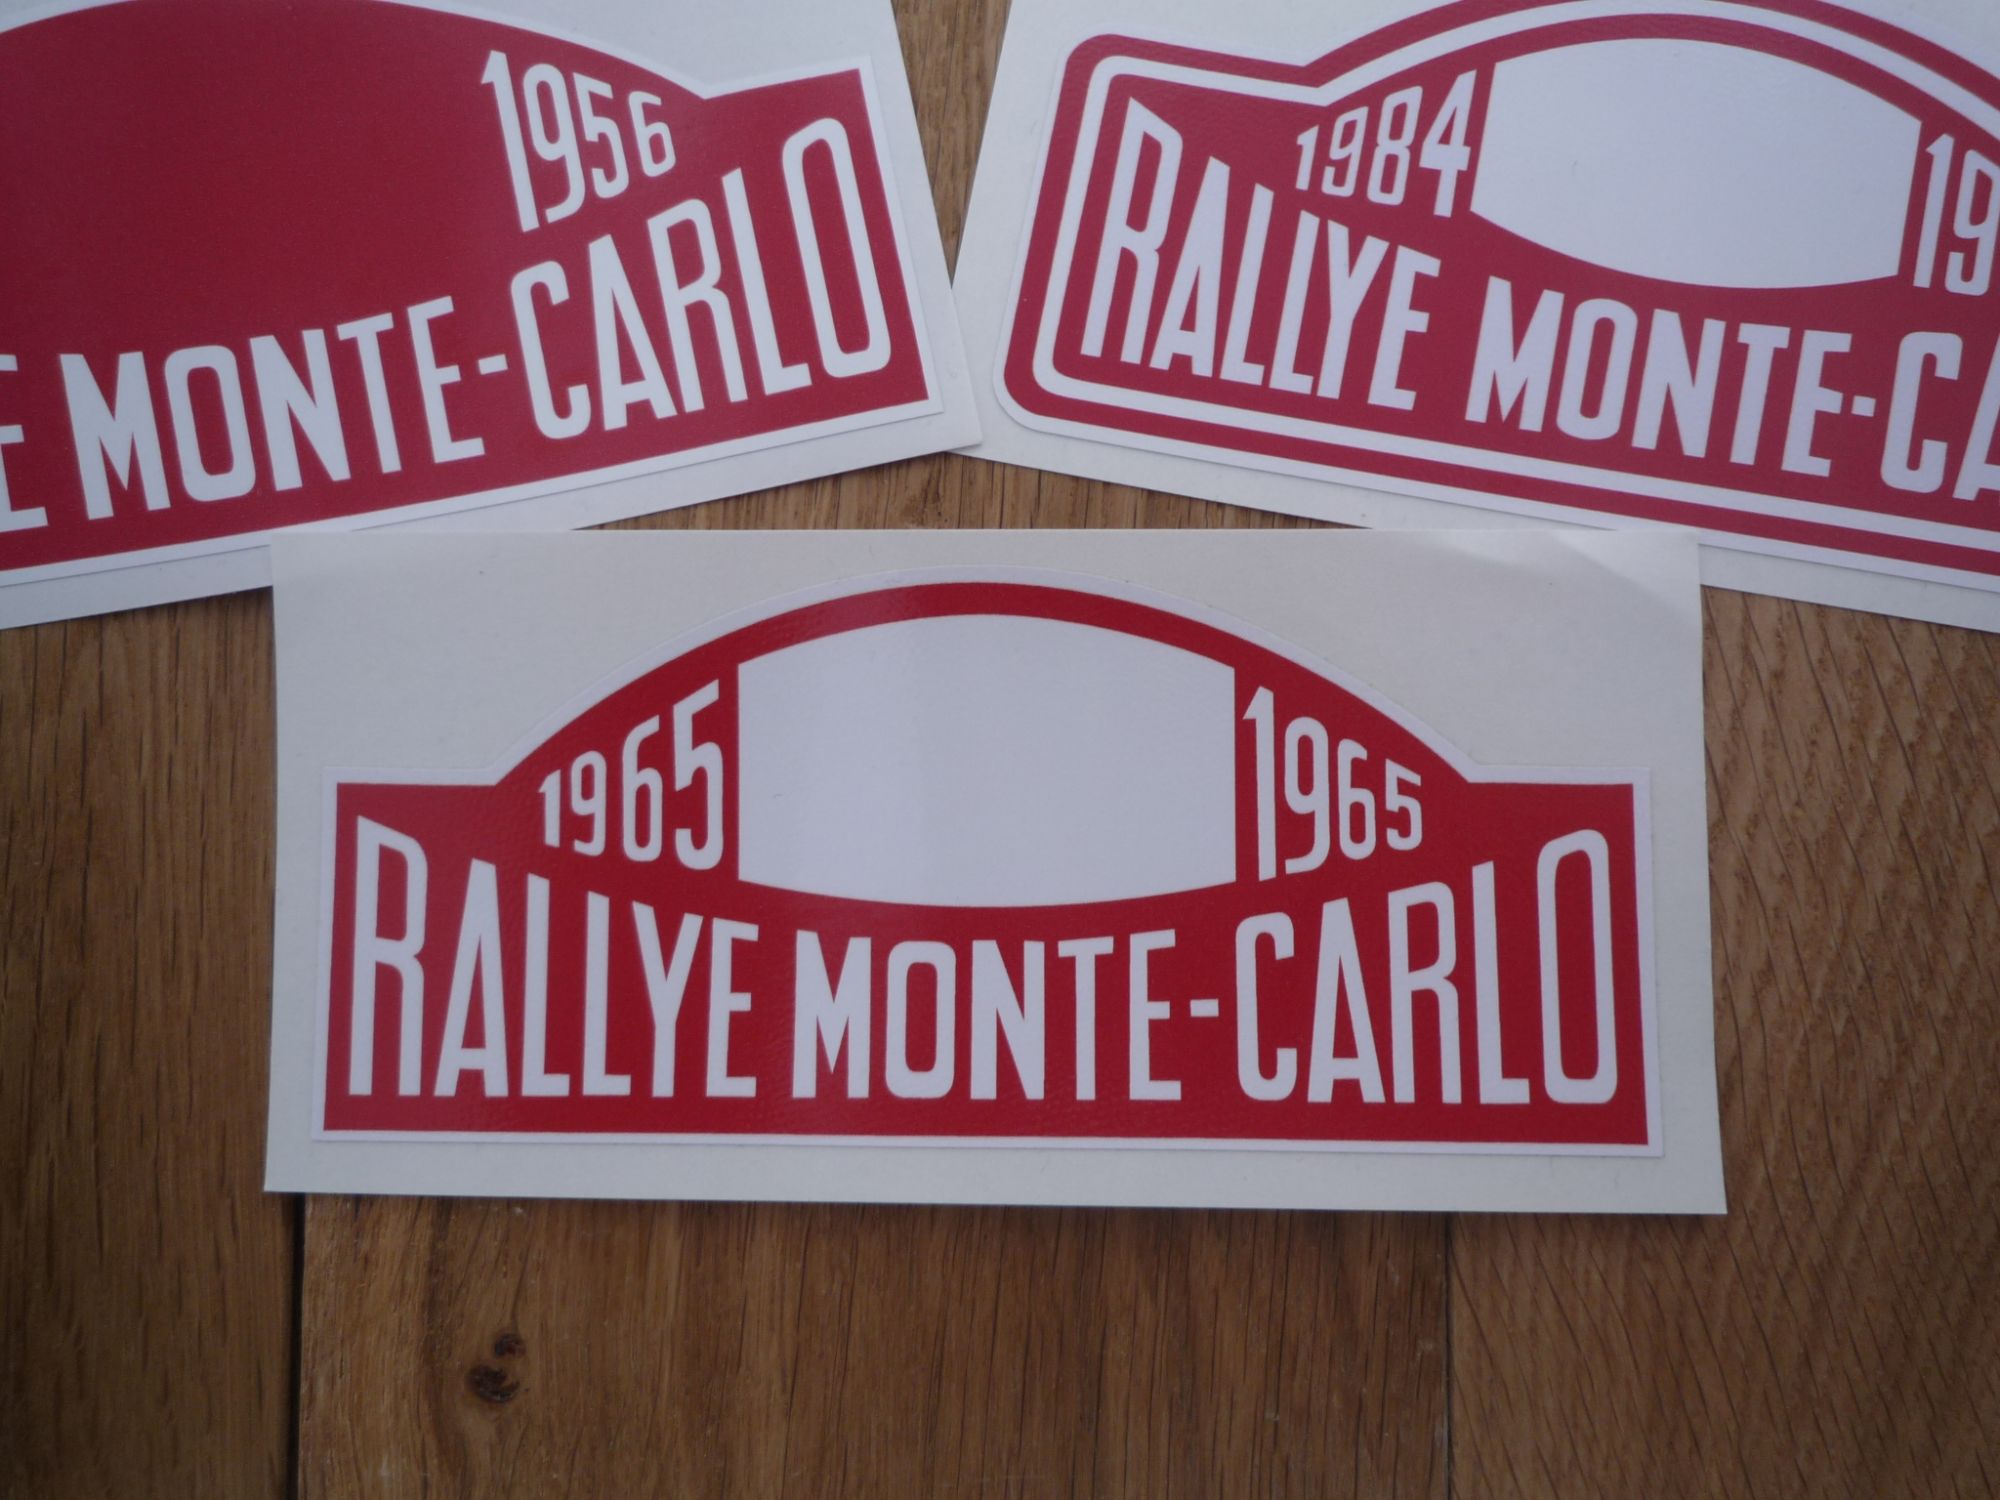 1956
E MONTE-CARLO
1984 19
RALLYE MONTE-CA
1965 1965
RALLYE MONTE-CARLO